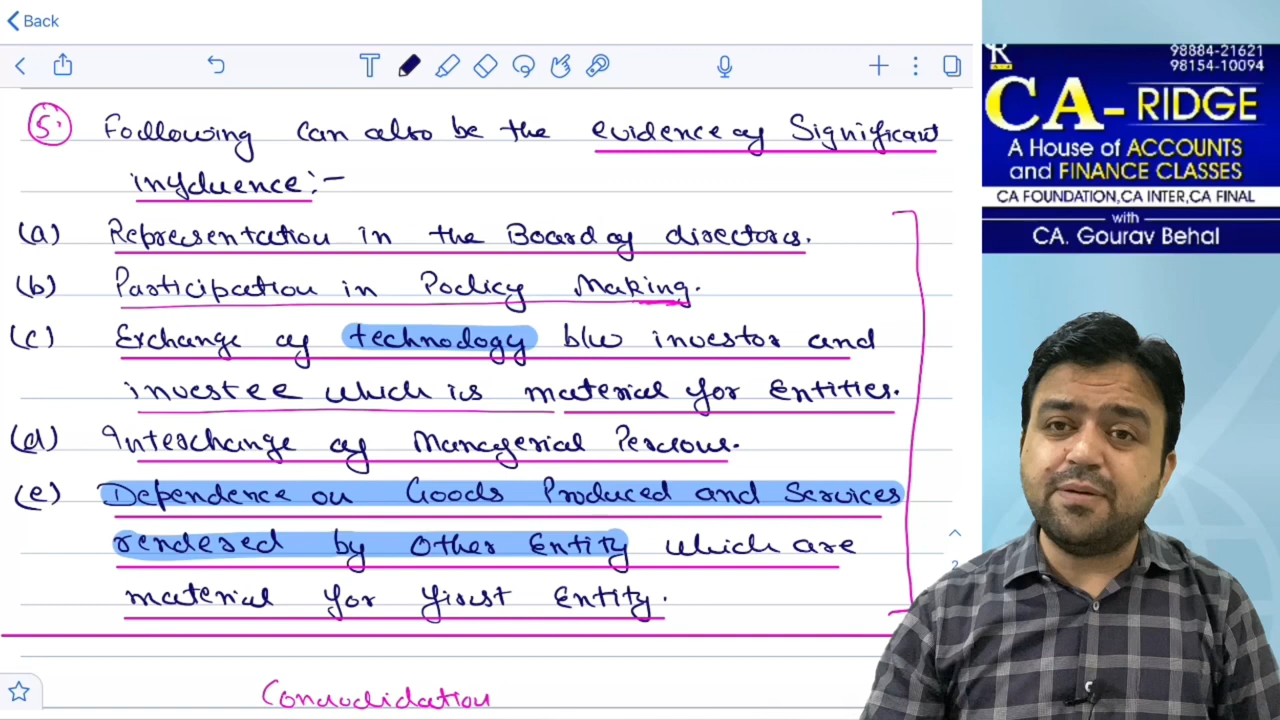 Back
98884-21621
98154-10094
CA-RIDGE
A House of ACCOUNTS
and FINANCE CLASSES
CA FOUNDATION,CA INTER,CA FINAL
with
CA. Gourav Behal
5. Following can also be the evidence of Significant
influence:-
(a) Representation in the Board of directors.
(b) Participation in Policy Making.
(c) Exchange of technology b/w investor and
investee which is material for Entities.
(d) Interchange of Managerial Persons.
(e) Dependence on Goods Produced and Services
rendered by Other Entity which are
material for first Entity.
2
Consolidation